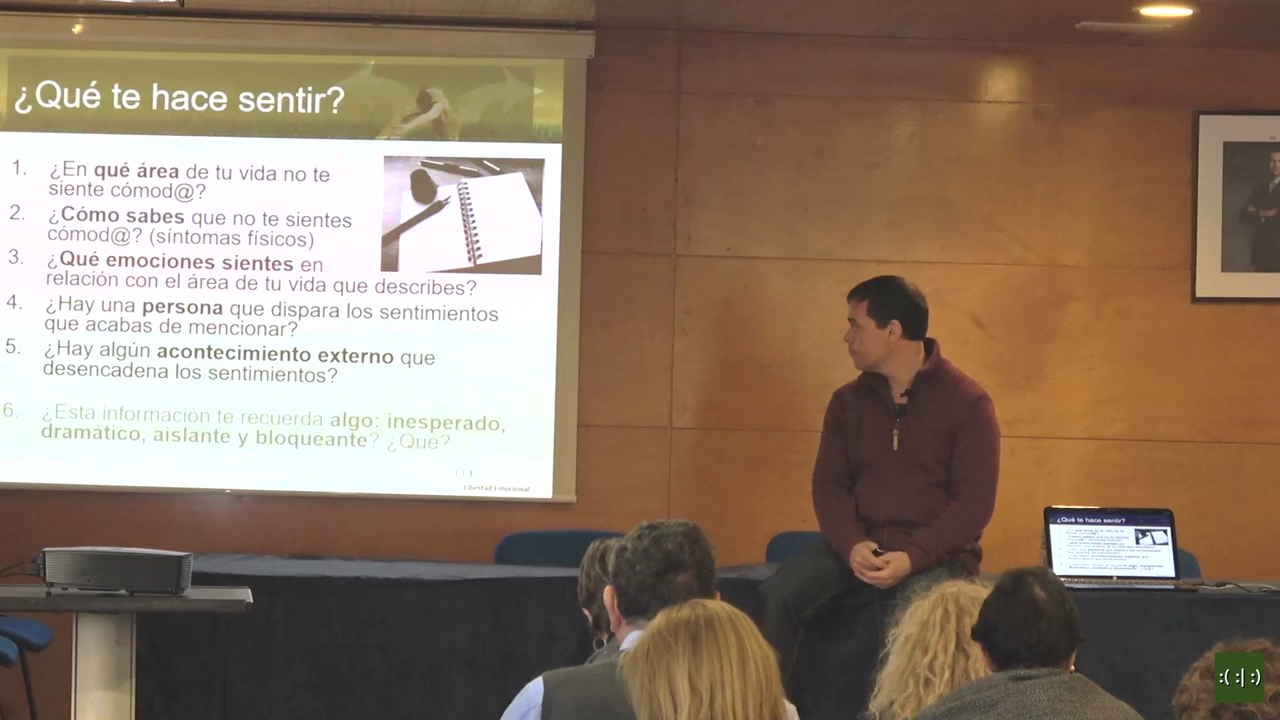 ¿Qué te hace sentir?
1. ¿En qué área de tu vida no te
siente cómod@?
2. ¿Cómo sabes que no te sientes
cómod@? (síntomas físicos)
3. ¿Qué emociones sientes en
relación con el área de tu vida que describes?
4. ¿Hay una persona que dispara los sentimientos
que acabas de mencionar?
5. ¿Hay algún acontecimiento externo que
desencadena los sentimientos?
6. ¿Esta información te recuerda algo: inesperado,
dramático, aislante y bloqueante? ¿Qué?
Libertad Emocional
¿Qué te hace sentir?
:( :| :)